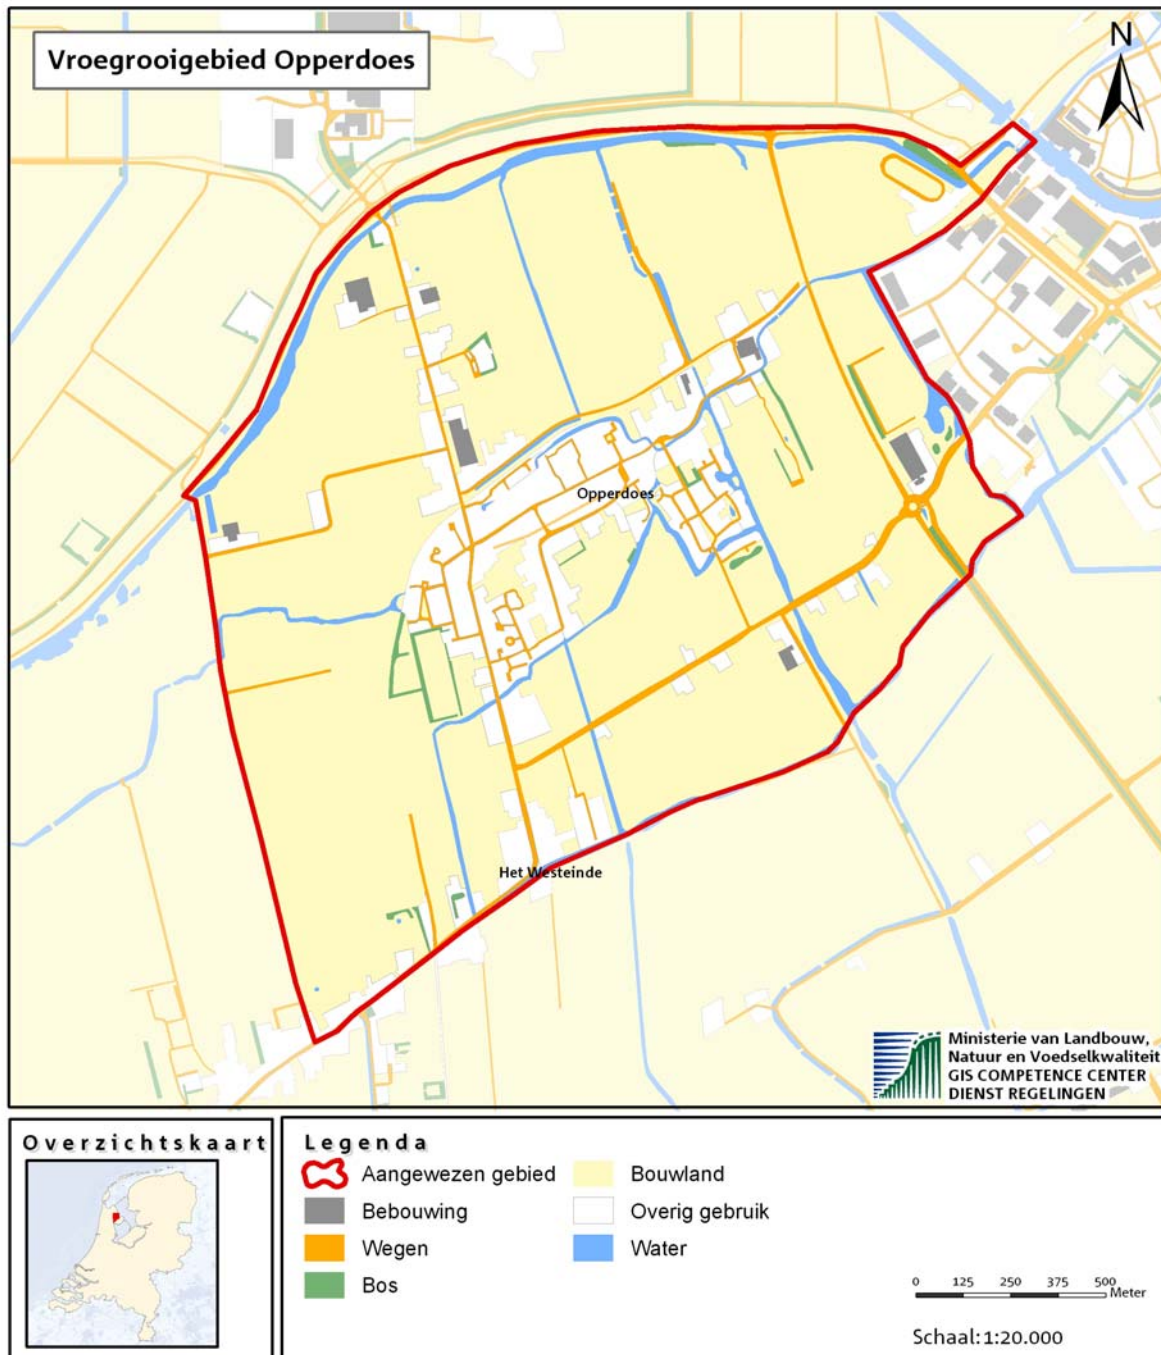 Vroegrooigebied Opperdoes
N
Opperdoes
Het Westeinde
Ministerie van Landbouw,
Natuur en Voedselkwaliteit
GIS COMPETENCE CENTER
DIENST REGELINGEN
Overzichtskaart
Legenda
Aangewezen gebied
Bebouwing
Wegen
Bos
Bouwland
Overig gebruik
Water
0 125 250 375 500
Meter
Schaal:1:20.000